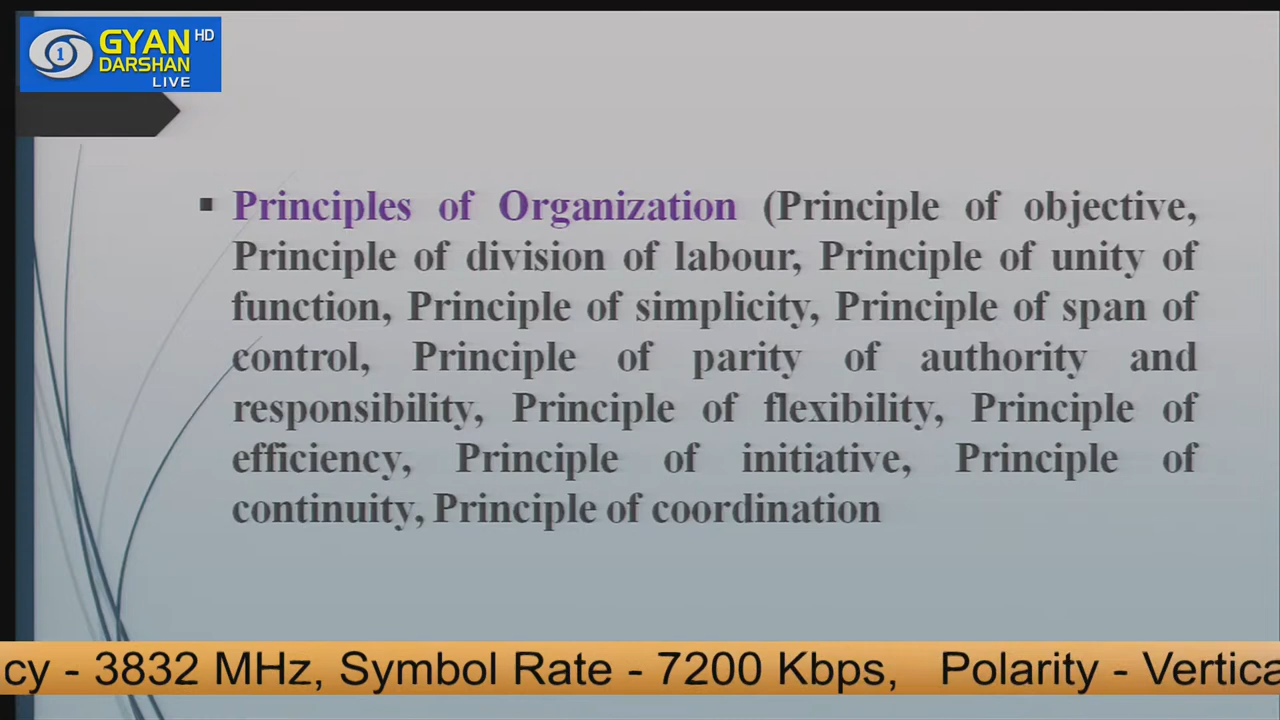 GYAN HD
DARSHAN
LIVE
1
Principles of Organization (Principle of objective,
Principle of division of labour, Principle of unity of
function, Principle of simplicity, Principle of span of
control, Principle of parity of authority and
responsibility, Principle of flexibility, Principle of
efficiency, Principle of initiative, Principle of
continuity, Principle of coordination
cy - 3832 MHz, Symbol Rate - 7200 Kbps, Polarity - Vertica